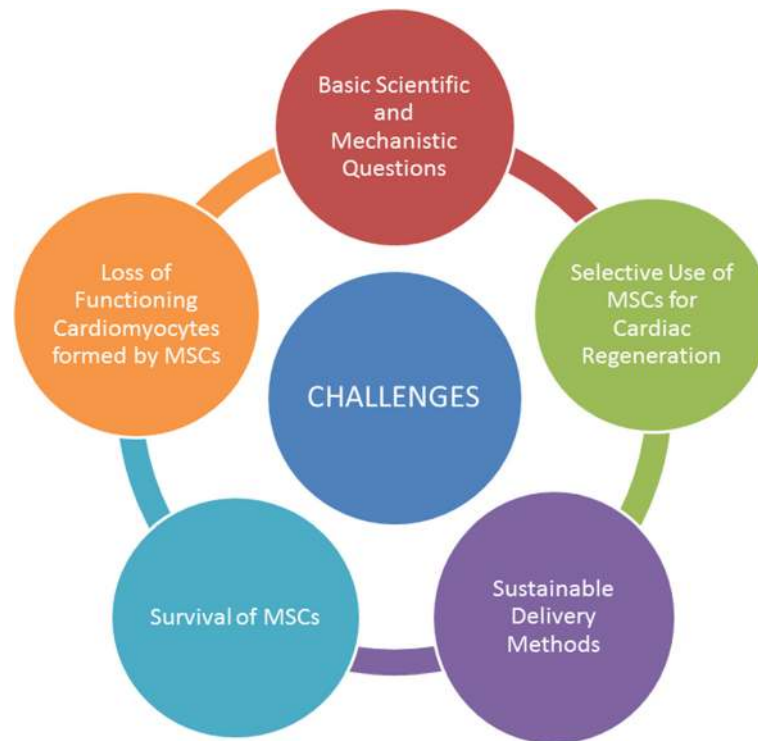 Basic Scientific
and
Mechanistic
Questions
Selective Use of
MSCs for
Cardiac
Regeneration
Sustainable
Delivery
Methods
Survival of MSCs
Loss of
Functioning
Cardiomyocytes
formed by MSCs
CHALLENGES